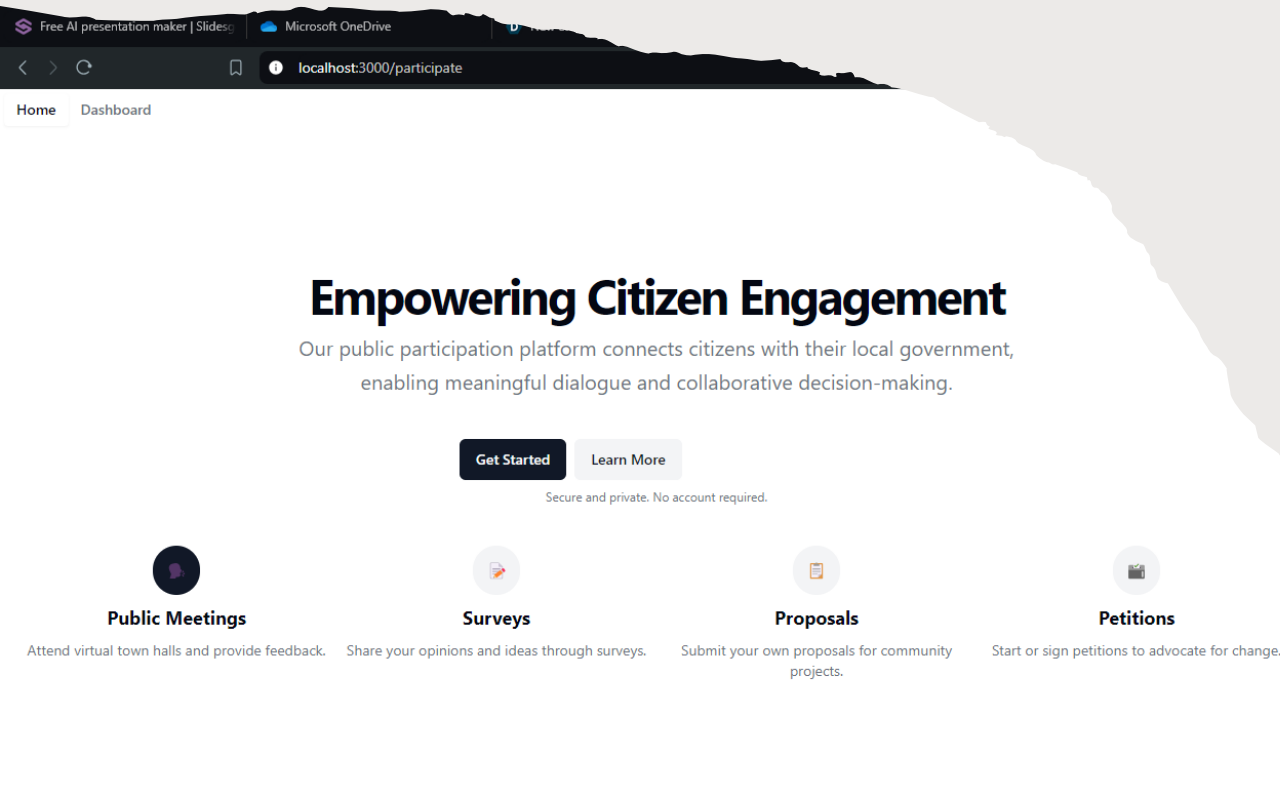 Free AI presentation maker | Slidesg
Microsoft OneDrive
localhost:3000/participate
Home
Dashboard
Empowering Citizen Engagement
Our public participation platform connects citizens with their local government,
enabling meaningful dialogue and collaborative decision-making.
Get Started
Learn More
Secure and private. No account required.
Public Meetings
Surveys
Proposals
Petitions
Attend virtual town halls and provide feedback.
Share your opinions and ideas through surveys.
Submit your own proposals for community
projects.
Start or sign petitions to advocate for change.